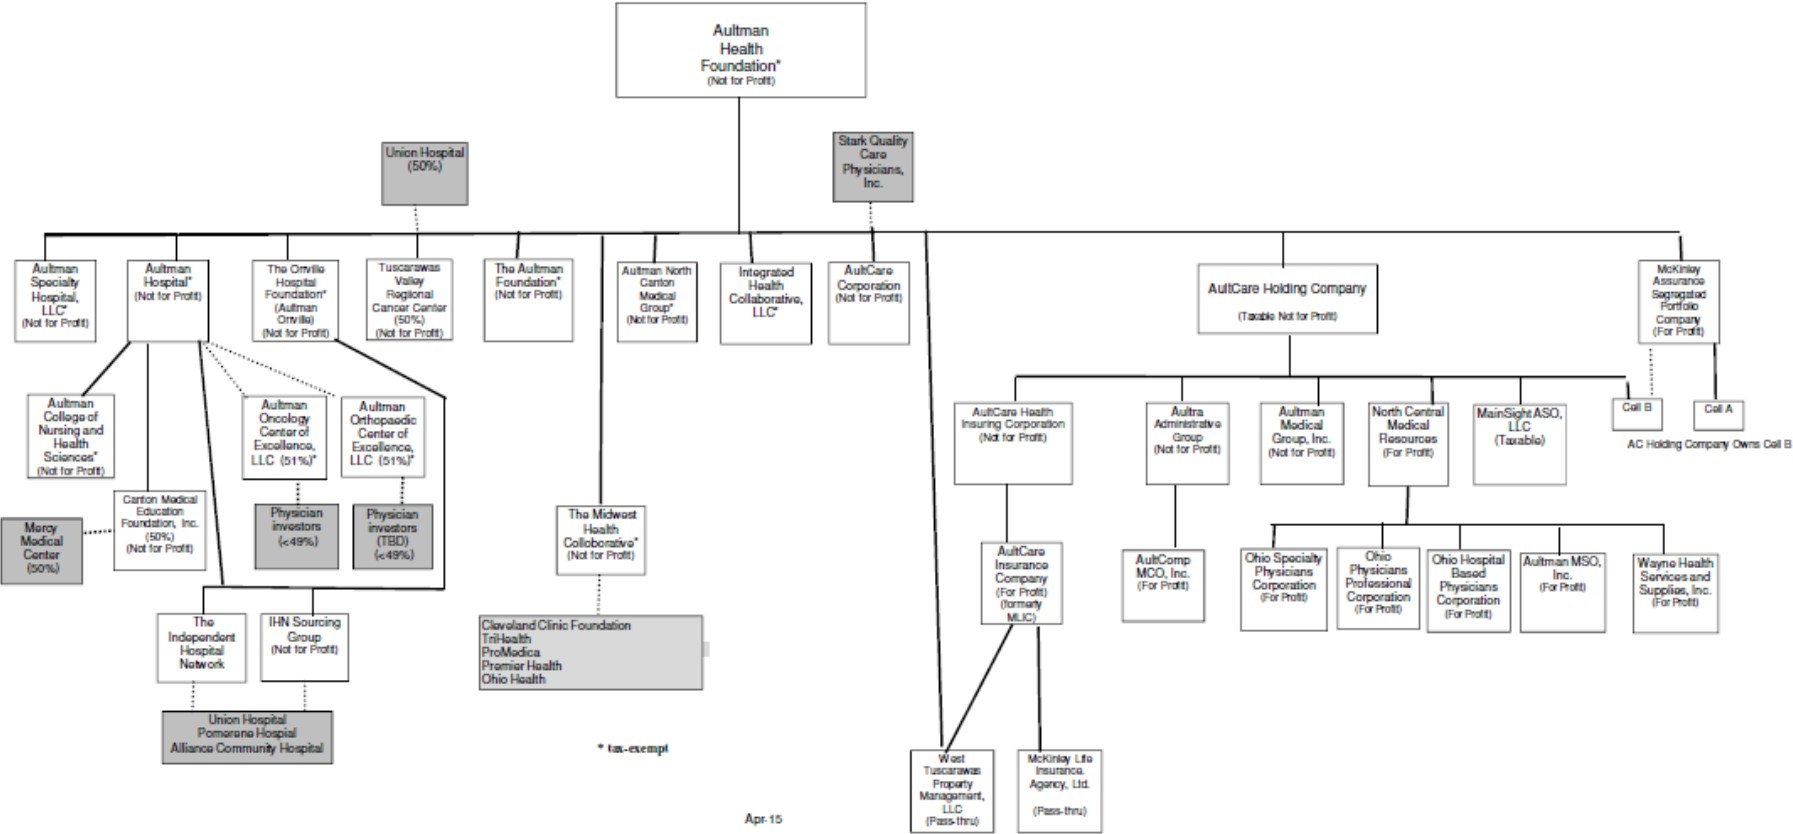 Aultman
Health
Foundation*
(Not for Profit)
Union Hospital
(50%)
Stark Quality
Care
Physicians,
Inc.
Aultman
Specialty
Hospital,
LLC*
(Not for Profit)
Aultman
Hospital*
(Not for Profit)
The Orrville
Hospital
Foundation*
(Aultman
Orrville)
(Not for Profit)
Tuscarawas
Valley
Regional
Cancer Center
(50%)
(Not for Profit)
The Aultman
Foundation*
(Not for Profit)
Aultman North
Canton
Medical
Group*
(Not for Profit)
Integrated
Health
Collaborative,
LLC*
AultCare
Corporation
(Not for Profit)
AultCare Holding Company
(Taxable Not for Profit)
McKinley
Assurance
Segregated
Portfolio
Company
(For Profit)
Aultman
College of
Nursing and
Health
Sciences*
(Not for Profit)
Aultman
Oncology
Center of
Excellence,
LLC (51%)*
Aultman
Orthopaedic
Center of
Excellence,
LLC (51%)*
AultCare Health
Insuring Corporation
(Not for Profit)
Aultra
Administrative
Group
(Not for Profit)
Aultman
Medical
Group, Inc.
(Not for Profit)
North Central
Medical
Resources
(For Profit)
MainSight ASO,
LLC
(Taxable)
Cell B
Cell A
AC Holding Company Owns Cell B
Mercy
Medical
Center
(50%)
Canton Medical
Education
Foundation, Inc.
(50%)
(Not for Profit)
Physician
investors
(<49%)
Physician
investors
(TBD)
(<49%)
The Midwest
Health
Colloborative*
(Not for Profit)
AultCare
Insurance
Company
(For Profit)
(formerly
MLIC)
AultComp
MCO, Inc.
(For Profit)
Ohio Specialty
Physicians
Corporation
(For Profit)
Ohio
Physicians
Professional
Corporation
(For Profit)
Ohio Hospital
Based
Physicians
Corporation
(For Profit)
Aultman MSO,
Inc.
(For Profit)
Wayne Health
Services and
Supplies, Inc.
(For Profit)
The
Independent
Hospital
Network
IHN Sourcing
Group
(Not for Profit)
Cleveland Clinic Foundation
TriHealth
ProMedica
Premier Health
Ohio Health
Union Hospital
Pomerene Hospial
Alliance Community Hospital
* tax-exempt
West
Tuscarawas
Property
Management,
LLC
(Pass-thru)
McKinley Life
Insurance.
Agency, Ltd.
(Pass-thru)
Apr-15